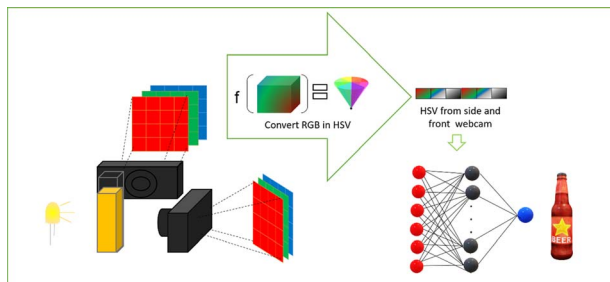 f
Convert RGB in HSV
HSV from side and
front webcam
BEER